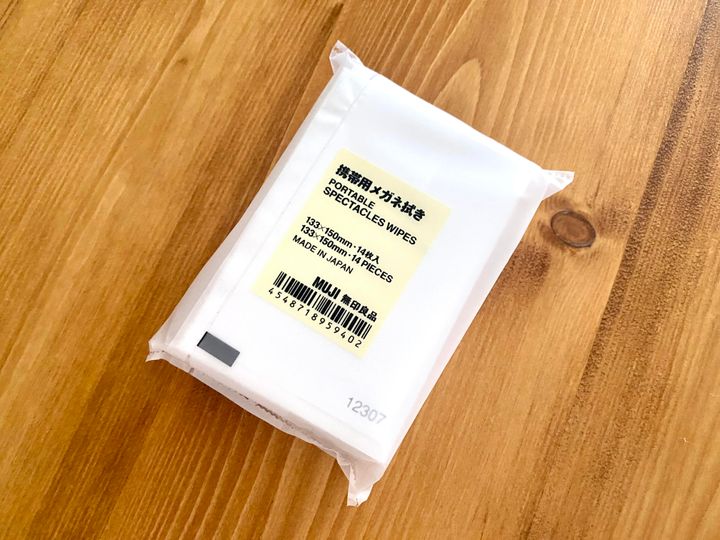 携帯用メガネ拭き
PORTABLE
SPECTACLES WIPES
133×150mm・14枚入
133×150mm・14 PIECES
MADE IN JAPAN
MUJI 無印良品
4548718959402
12307